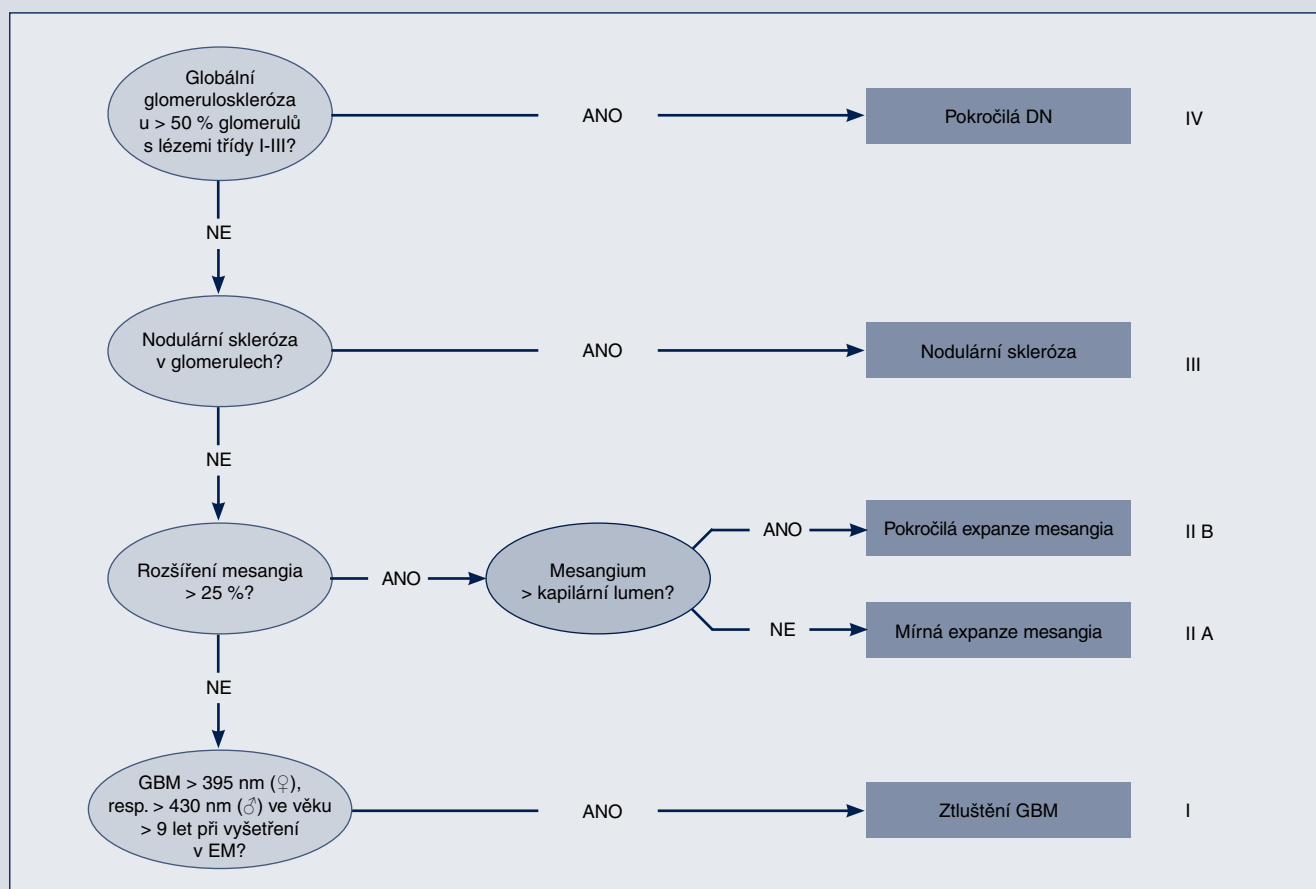 Globální
glomeruloskleróza
u > 50 % glomerulů
s lézemi třídy I-III?
ANO
Pokročilá DN
IV
NE
Nodulární skleróza
v glomerulech?
ANO
Nodulární skleróza
III
NE
Rozšíření mesangia
> 25 %?
ANO
Mesangium
> kapilární lumen?
ANO
Pokročilá expanze mesangia
II B
NE
Mírná expanze mesangia
II A
NE
GBM > 395 nm (♀),
resp. > 430 nm (♂) ve věku
> 9 let při vyšetření
v EM?
ANO
Ztluštění GBM
I